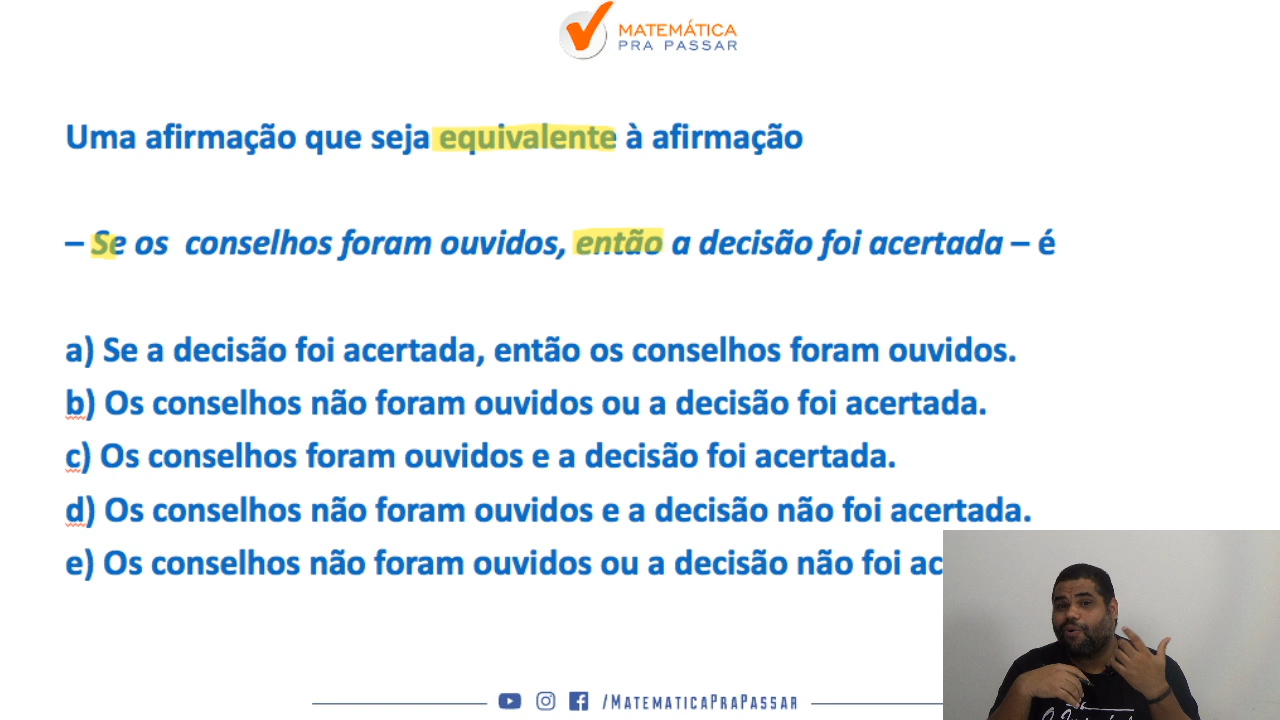 MATEMÁTICA
PRA PASSAR
Uma afirmação que seja equivalente à afirmação
– Se os conselhos foram ouvidos, então a decisão foi acertada – é
a) Se a decisão foi acertada, então os conselhos foram ouvidos.
b) Os conselhos não foram ouvidos ou a decisão foi acertada.
c) Os conselhos foram ouvidos e a decisão foi acertada.
d) Os conselhos não foram ouvidos e a decisão não foi acertada.
e) Os conselhos não foram ouvidos ou a decisão não foi
/MATEMATICAPRAPASSAR